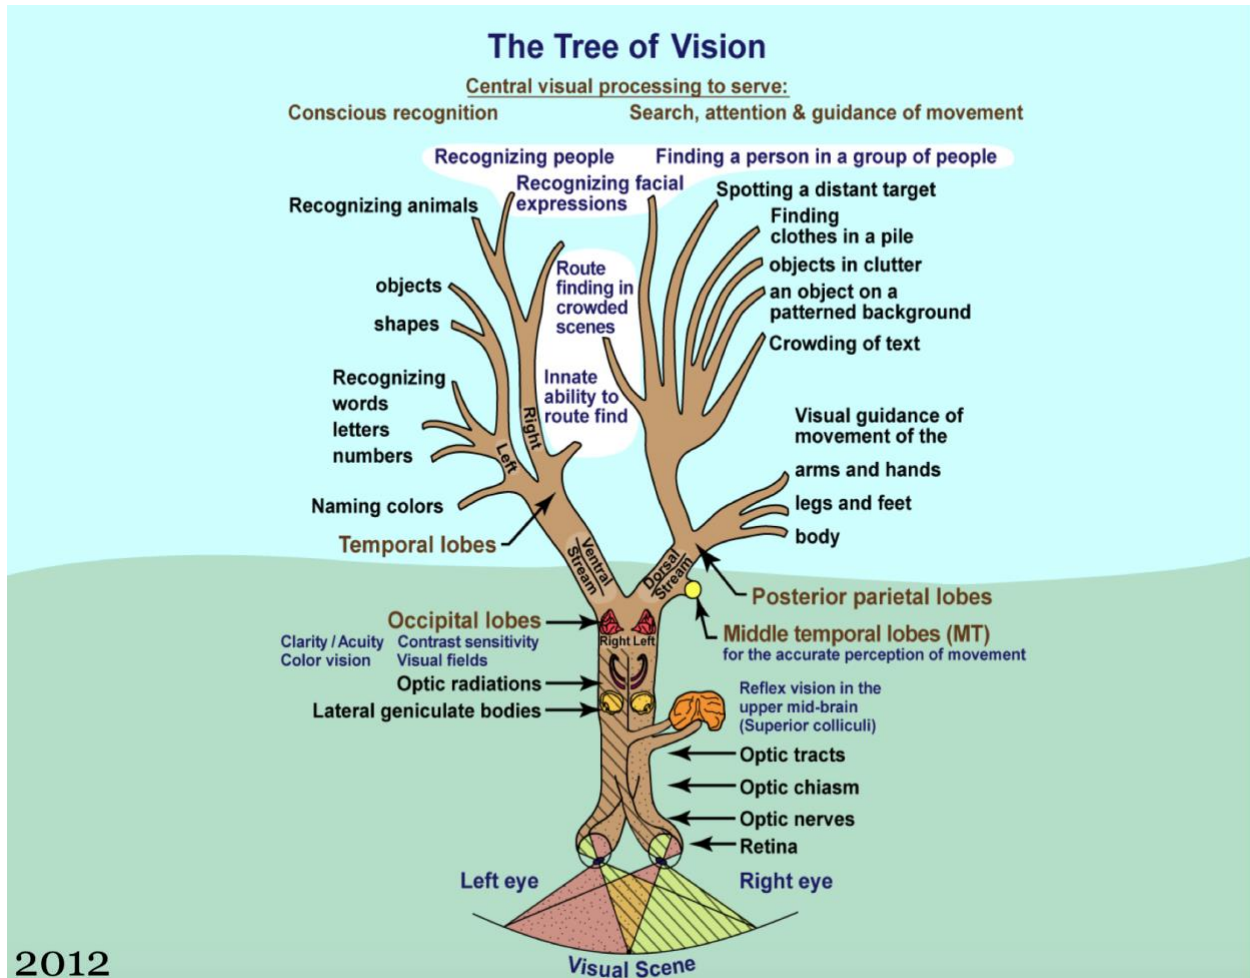 The Tree of Vision
Central visual processing to serve:
Conscious recognition
Search, attention & guidance of movement
Recognizing people
Finding a person in a group of people
Recognizing facial
expressions
Recognizing animals
objects
shapes
Recognizing
words
letters
numbers
Naming colors
Temporal lobes
Left
Right
Route
finding in
crowded
scenes
Innate
ability to
route find
Spotting a distant target
Finding
clothes in a pile
objects in clutter
an object on a
patterned background
Crowding of text
Visual guidance of
movement of the
arms and hands
legs and feet
body
Ventral
Stream
Dorsal
Stream
Posterior parietal lobes
Middle temporal lobes (MT)
for the accurate perception of movement
Occipital lobes
Right Left
Clarity / Acuity
Contrast sensitivity
Color vision
Visual fields
Optic radiations
Lateral geniculate bodies
Reflex vision in the
upper mid-brain
(Superior colliculi)
Optic tracts
Optic chiasm
Optic nerves
Retina
Left eye
Right eye
Visual Scene
2012